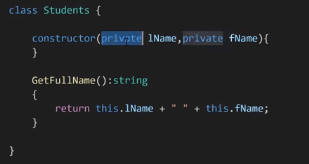 class Students {
constructor(private lName,private fName){
}
GetFullName():string
{
return this.lName + " " + this.fName;
}
}